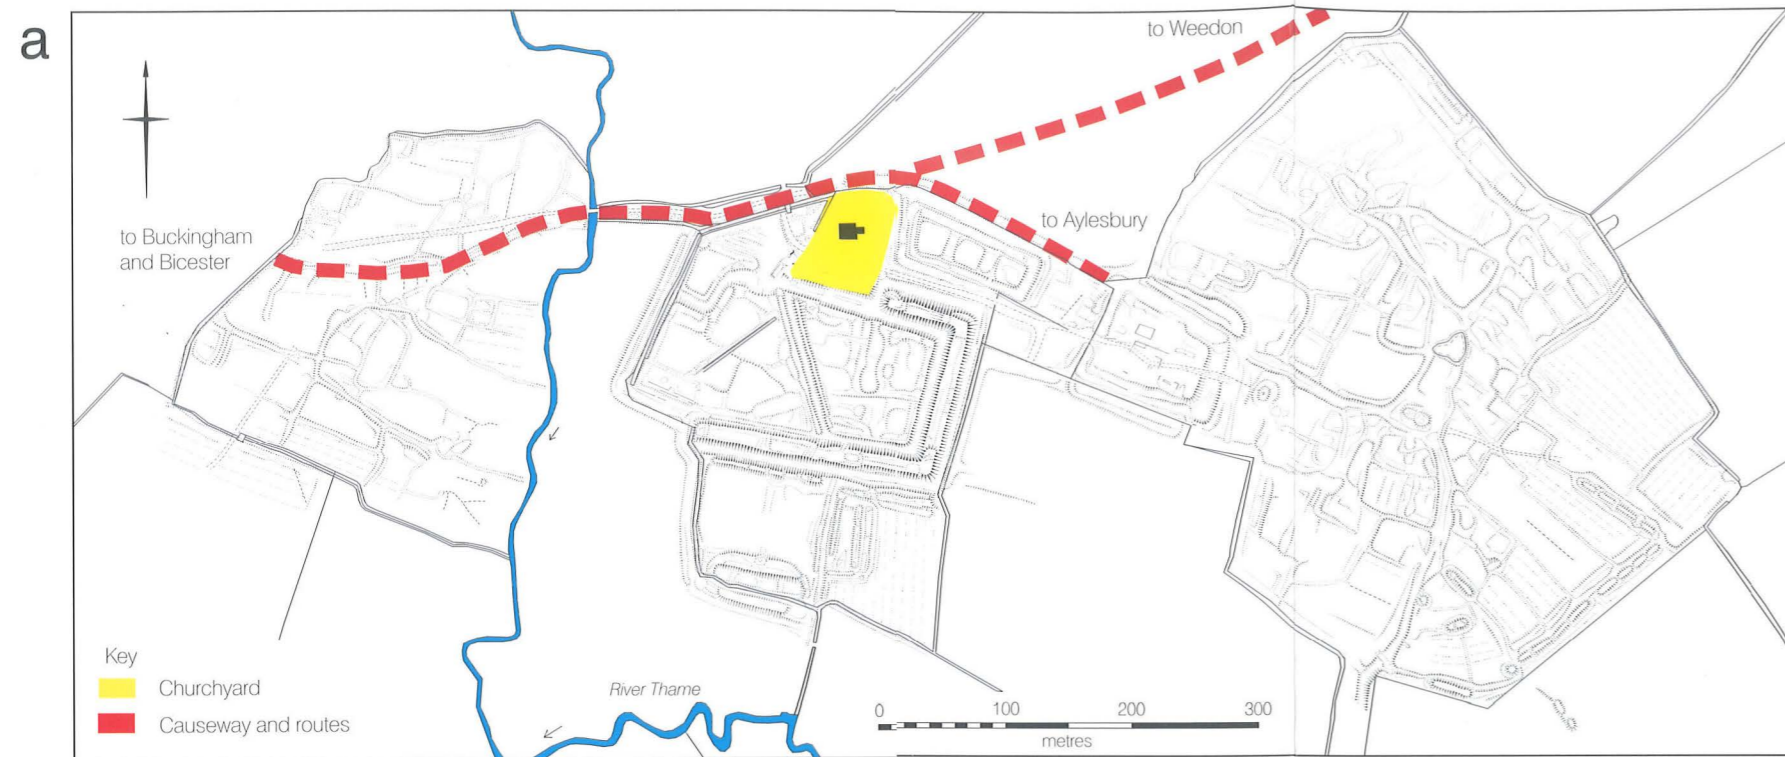 a
to Weedon
to Aylesbury
to Buckingham
and Bicester
Key
Churchyard
Causeway and routes
River Thame
0 100 200 300
metres